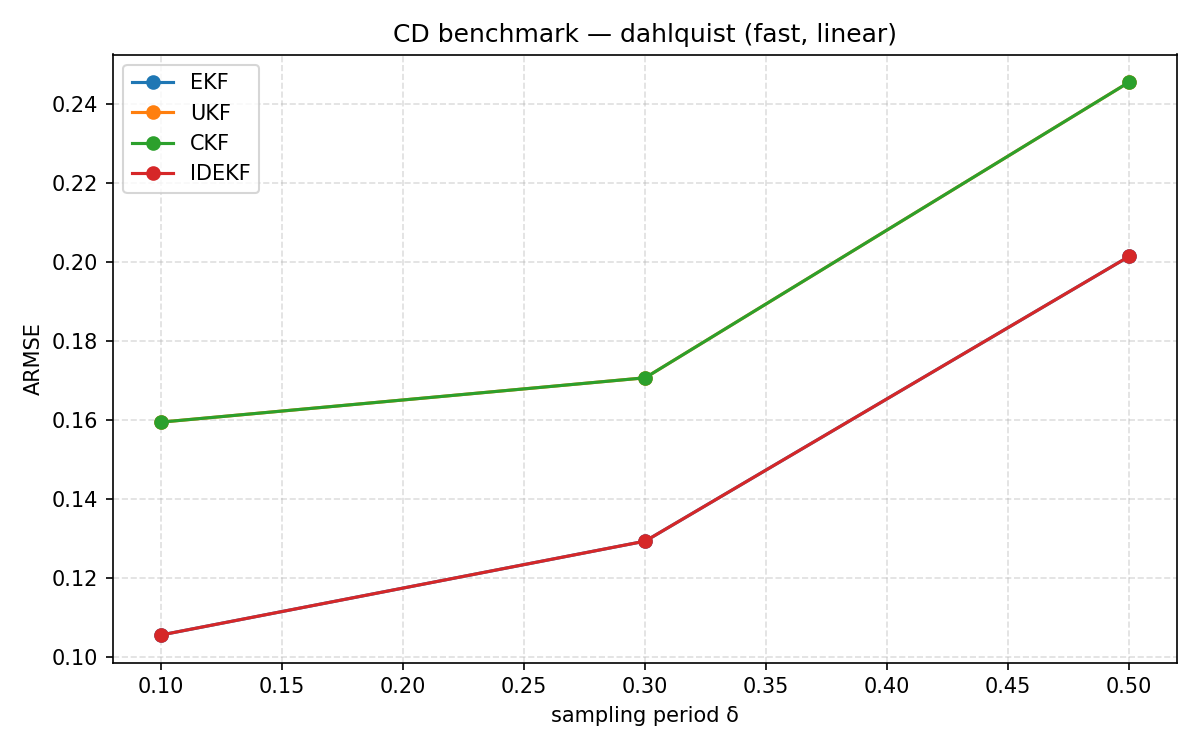 CD benchmark — dahlquist (fast, linear)
EKF
UKF
CKF
IDEKF
0.24
0.22
0.20
0.18
0.16
0.14
0.12
0.10
ARMSE
0.10 0.15 0.20 0.25 0.30 0.35 0.40 0.45 0.50
sampling period δ